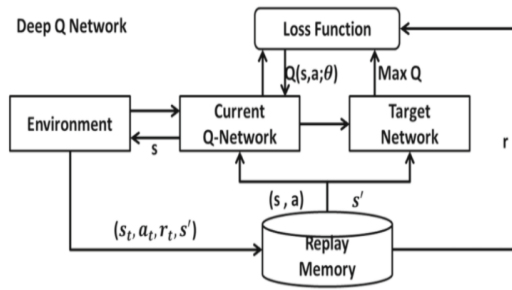 Deep Q Network
Loss Function
Q(s,a;θ)
Max Q
Environment
Current
Q-Network
Target
Network
s
r
(s , a)
s′
(sₜ, aₜ, rₜ, s′)
Replay
Memory